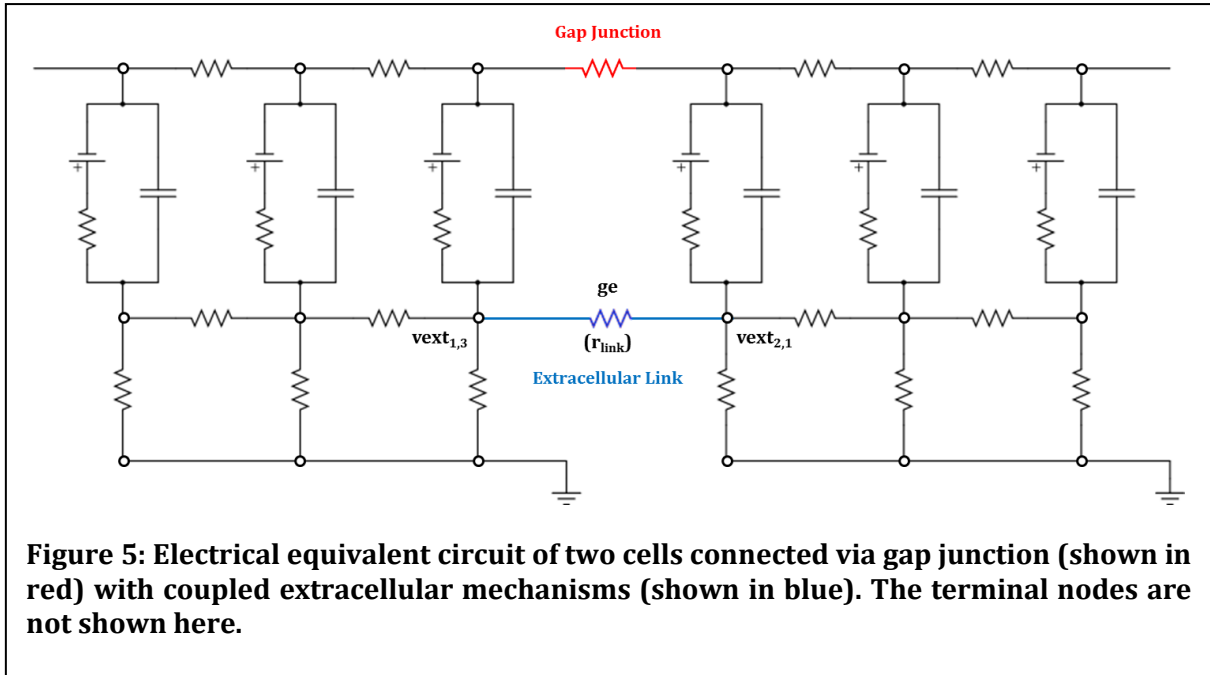 Gap Junction
+
+
+
+
+
+
ge
vext1,3
(rlink)
vext2,1
Extracellular Link
Figure 5: Electrical equivalent circuit of two cells connected via gap junction (shown in
red) with coupled extracellular mechanisms (shown in blue). The terminal nodes are
not shown here.